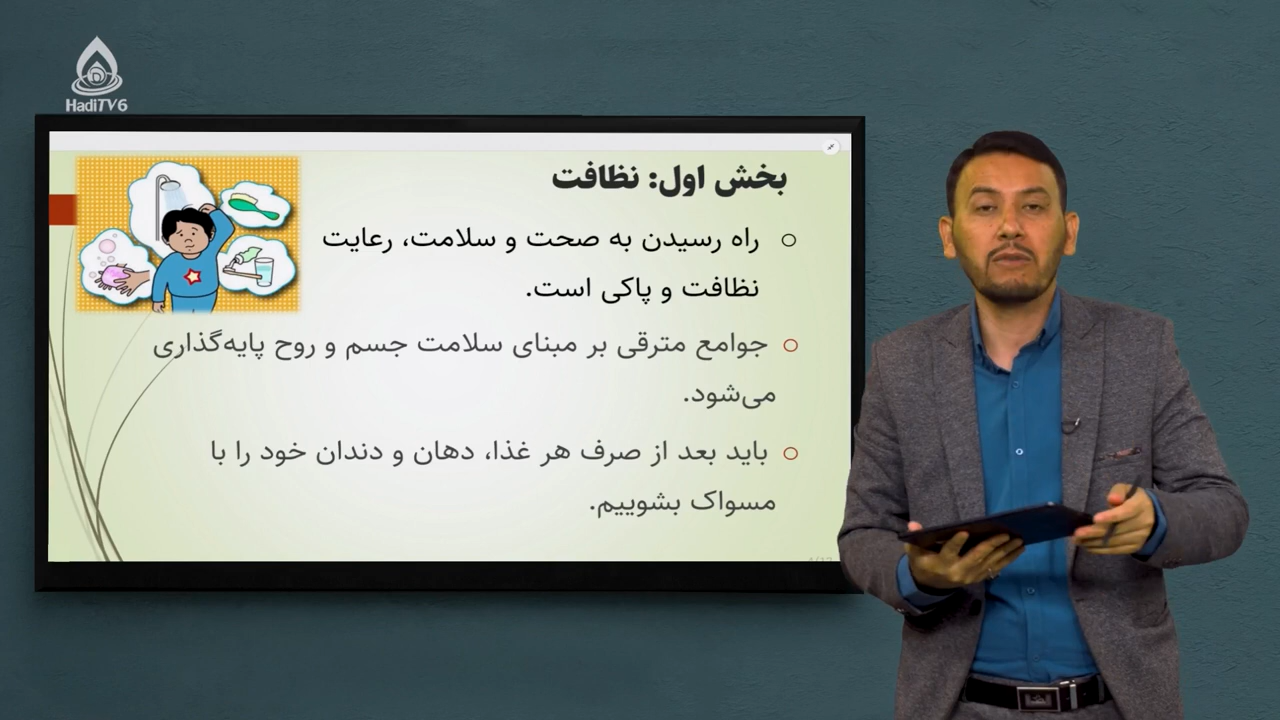 HadiTV6
بخش اول: نظافت
راه رسیدن به صحت و سلامت، رعایت
نظافت و پاکی است.
جوامع مترقی بر مبنای سلامت جسم و روح پایه‌گذاری
می‌شود.
باید بعد از صرف هر غذا، دهان و دندان خود را با
مسواک بشوییم.